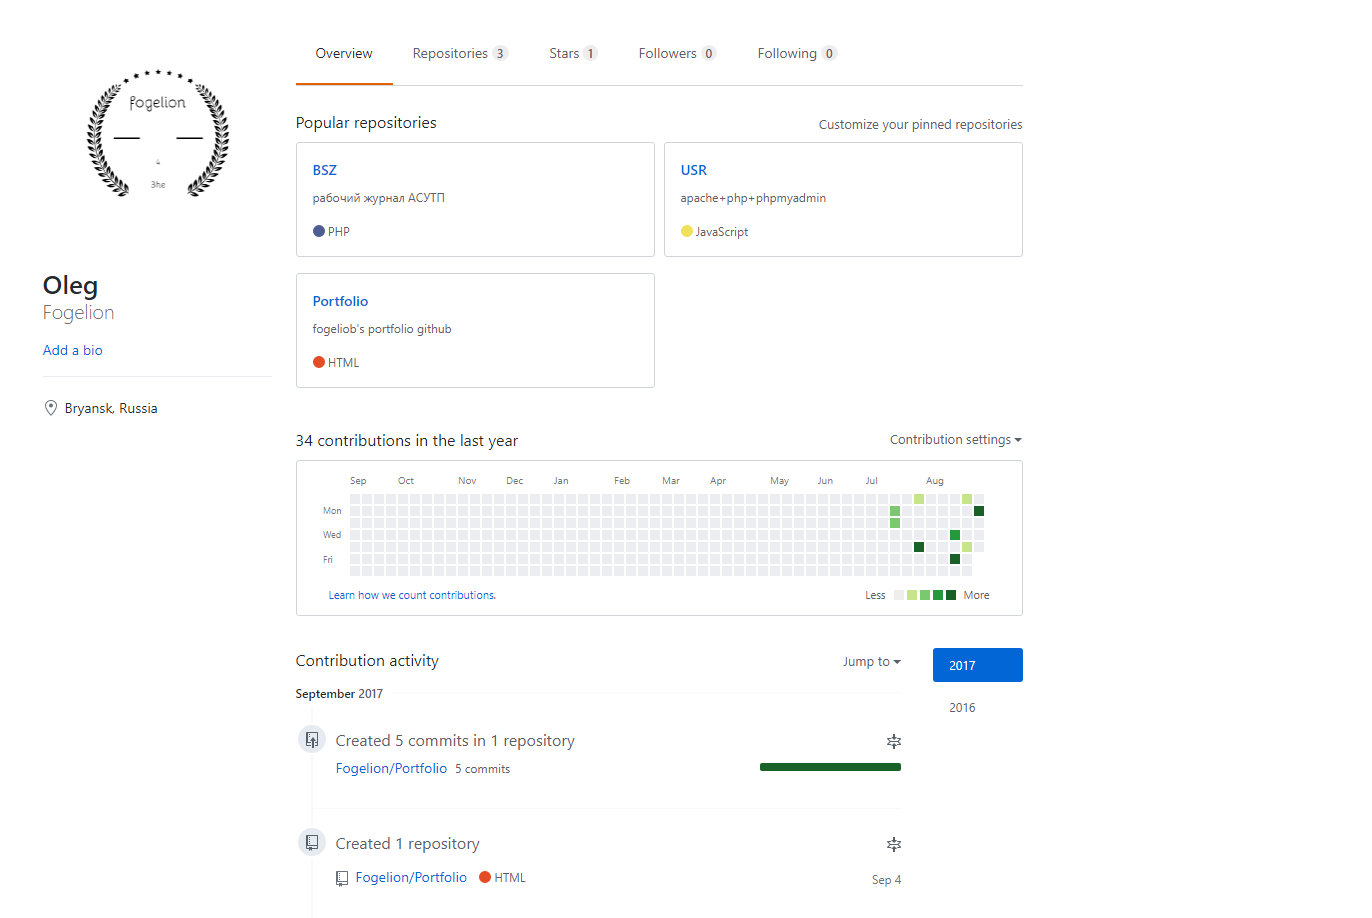 Overview Repositories 3 Stars 1 Followers 0 Following 0
fogelion
3he
Oleg
Fogelion
Add a bio
Bryansk, Russia
Popular repositories Customize your pinned repositories
BSZ
рабочий журнал АСУТП
PHP
USR
apache+php+phpmyadmin
JavaScript
Portfolio
fogeliob's portfolio github
HTML
34 contributions in the last year Contribution settings
Sep Oct Nov Dec Jan Feb Mar Apr May Jun Jul Aug
Mon
Wed
Fri
Learn how we count contributions. Less More
Contribution activity Jump to
2017
2016
September 2017
Created 5 commits in 1 repository
Fogelion/Portfolio 5 commits
Created 1 repository
Fogelion/Portfolio HTML Sep 4